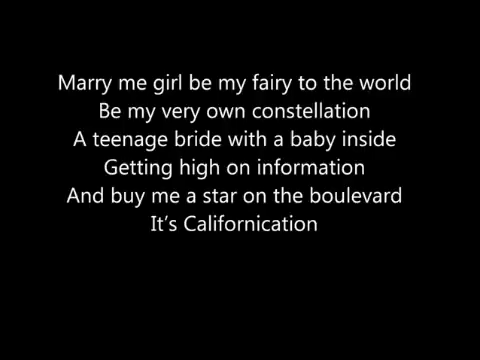 Marry me girl be my fairy to the world
Be my very own constellation
A teenage bride with a baby inside
Getting high on information
And buy me a star on the boulevard
It’s Californication